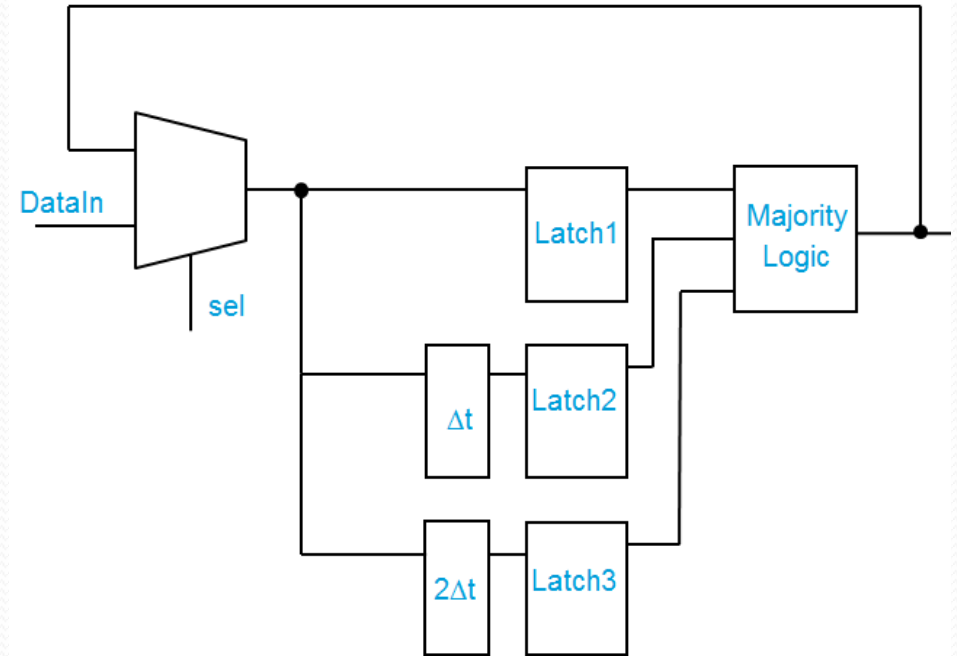 DataIn
sel
Latch1
Majority
Logic
Δt
Latch2
2Δt
Latch3